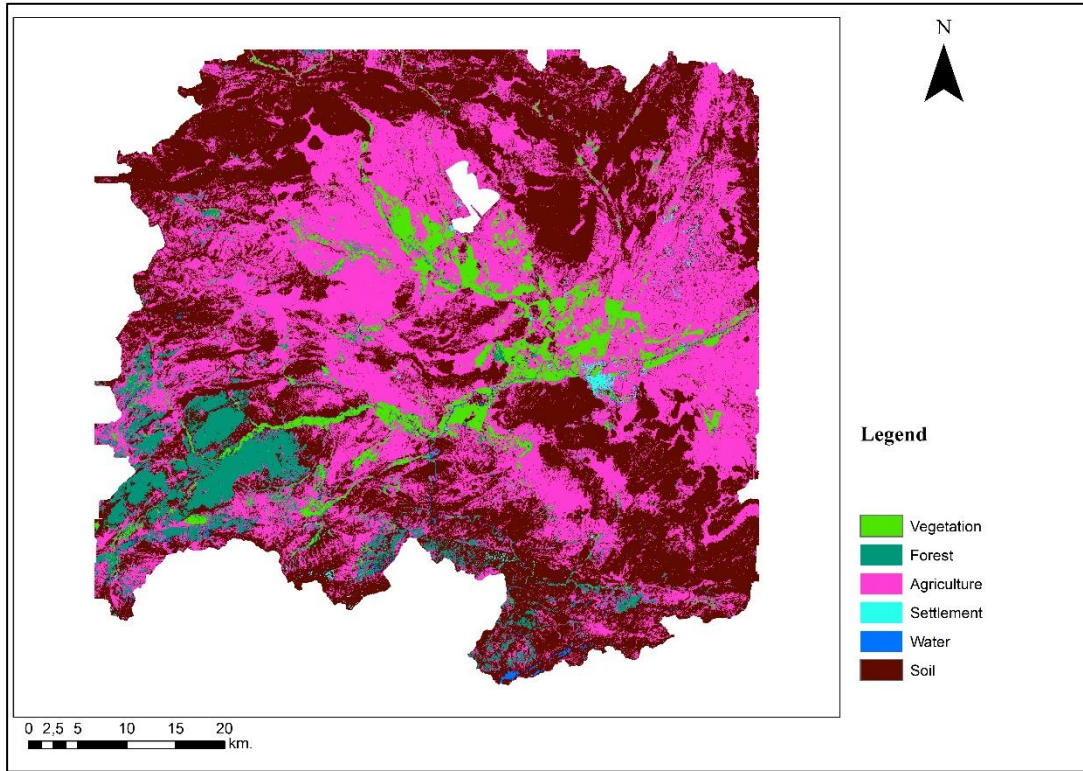 N
Legend
Vegetation
Forest
Agriculture
Settlement
Water
Soil
0 2,5 5 10 15 20
km.